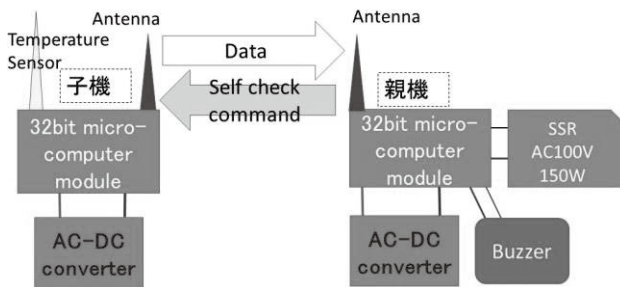 Temperature
Sensor
子機
Antenna
32bit micro-
computer
module
AC-DC
converter
Data
Self check
command
Antenna
親機
32bit micro-
computer
module
SSR
AC100V
150W
AC-DC
converter
Buzzer